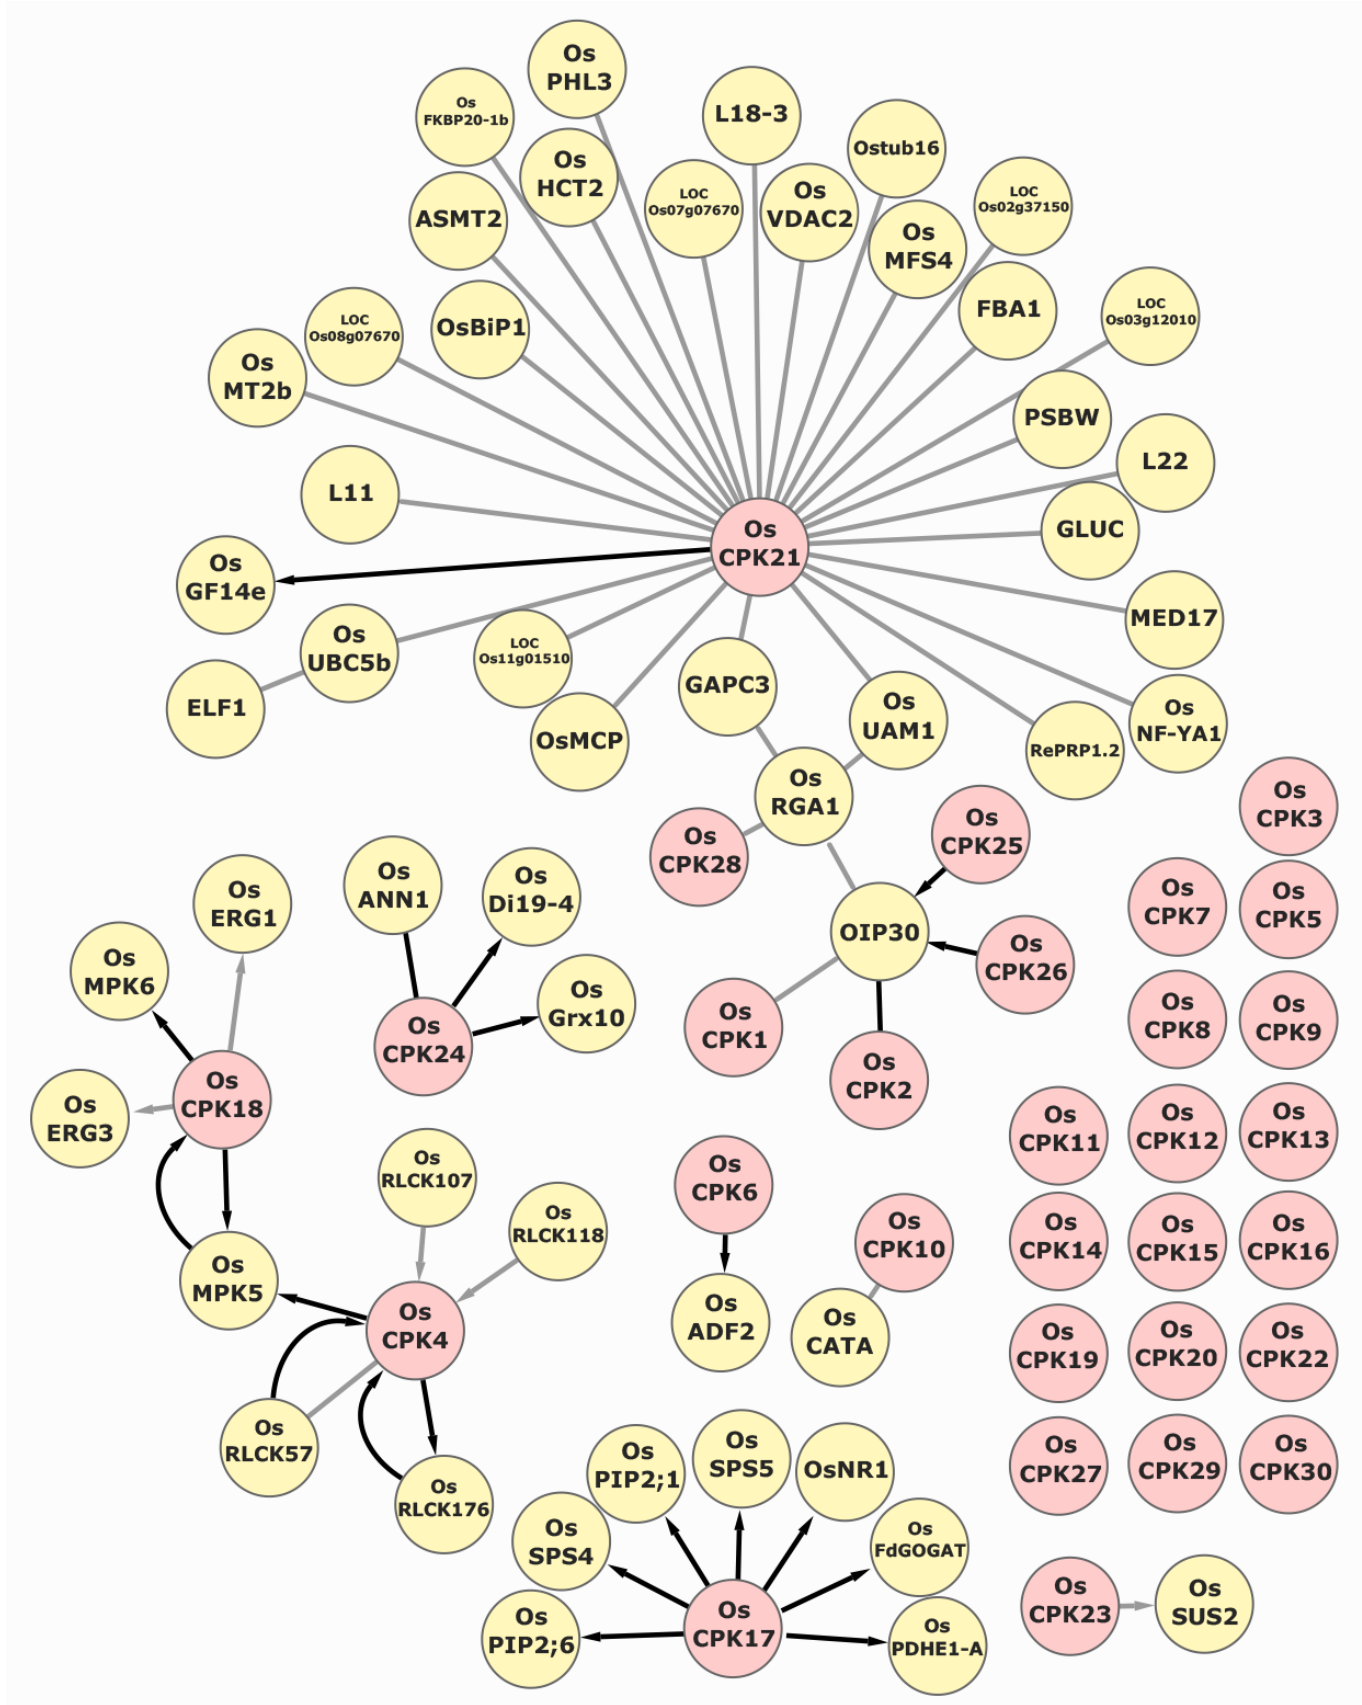 Os
PHL3
Os
FKBP20-1b
L18-3
Ostub16
Os
HCT2
LOC
Os07g07670
Os
VDAC2
LOC
Os02g37150
ASMT2
Os
MFS4
OsBiP1
FBA1
LOC
Os03g12010
LOC
Os08g07670
Os
MT2b
PSBW
L22
L11
GLUC
Os
CPK21
Os
GF14e
MED17
Os
UBC5b
LOC
Os11g01510
ELF1
GAPC3
Os
UAM1
Os
NF-YA1
OsMCP
RePRP1.2
Os
RGA1
Os
CPK3
Os
CPK28
Os
CPK25
Os
ANN1
Os
Di19-4
Os
ERG1
Os
CPK7
Os
CPK5
OIP30
Os
CPK26
Os
MPK6
Os
Grx10
Os
CPK1
Os
CPK8
Os
CPK9
Os
CPK24
Os
CPK2
Os
CPK18
Os
ERG3
Os
CPK11
Os
CPK12
Os
CPK13
Os
RLCK107
Os
CPK6
Os
RLCK118
Os
CPK10
Os
CPK14
Os
CPK15
Os
CPK16
Os
MPK5
Os
CPK4
Os
ADF2
Os
CATA
Os
CPK19
Os
CPK20
Os
CPK22
Os
RLCK57
Os
RLCK176
Os
CPK27
Os
CPK29
Os
CPK30
Os
PIP2;1
Os
SPS5
OsNR1
Os
SPS4
Os
FdGOGAT
Os
PIP2;6
Os
CPK17
Os
PDHE1-A
Os
CPK23
Os
SUS2